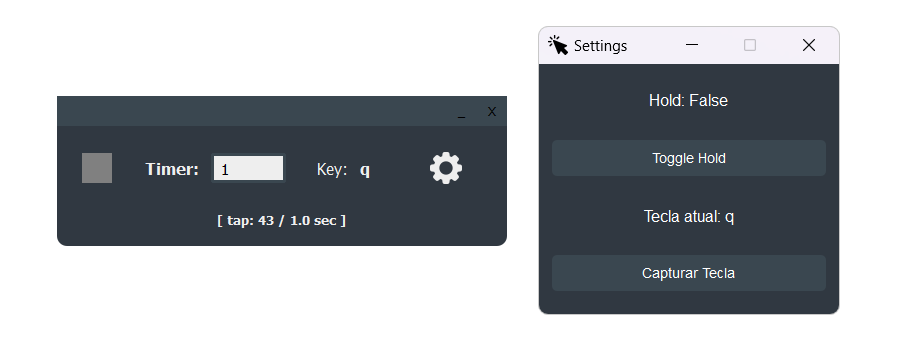 _ X
Timer: 1 Key: q
[ tap: 43 / 1.0 sec ]
Settings
Hold: False
Toggle Hold
Tecla atual: q
Capturar Tecla